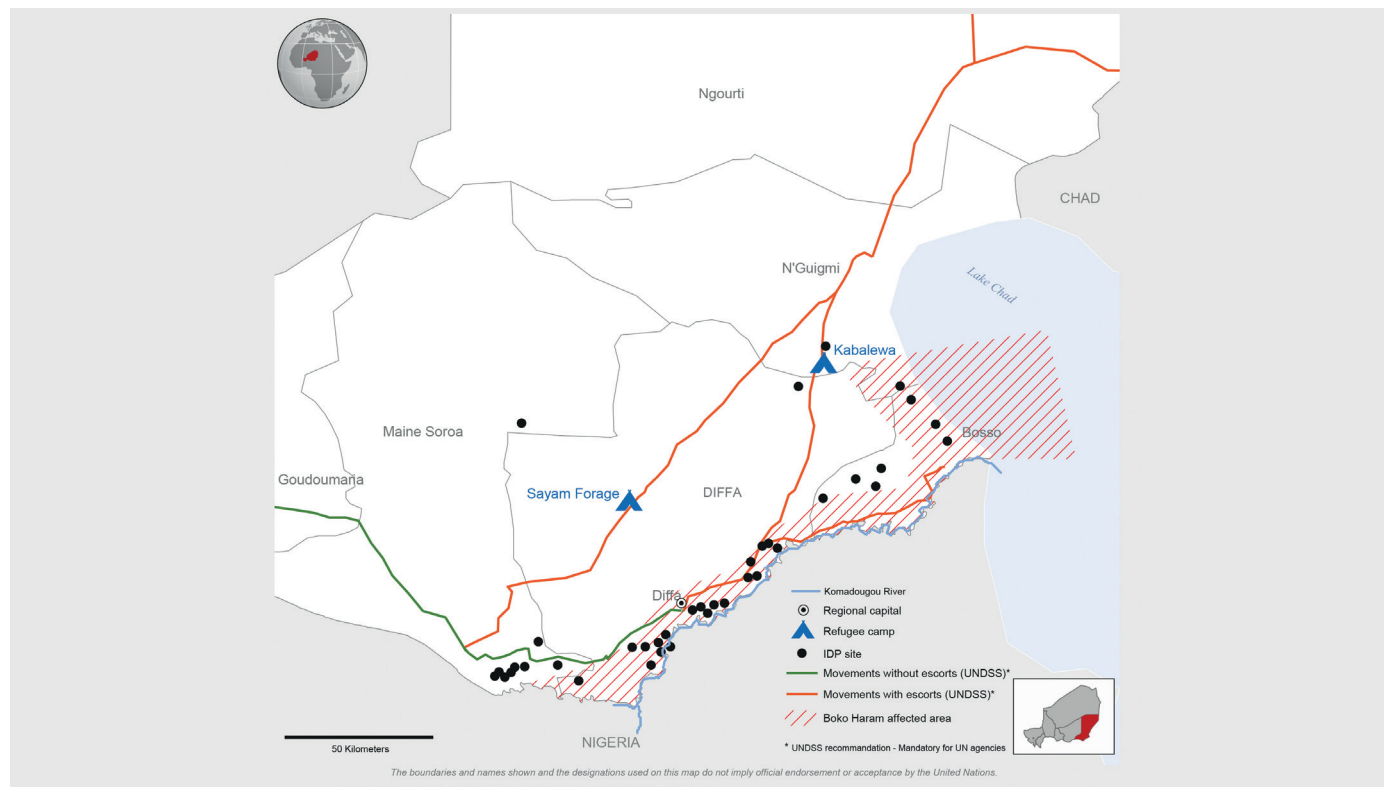 Ngourti
CHAD
N'Guigmi
Lake Chad
Kabalewa
Maine Soroa
Bosso
Goudoumaria
Sayam Forage
DIFFA
Diffa
Komadougou River
Regional capital
Refugee camp
IDP site
Movements without escorts (UNDSS)*
Movements with escorts (UNDSS)*
Boko Haram affected area
* UNDSS recommandation - Mandatory for UN agencies
50 Kilometers
NIGERIA
The boundaries and names shown and the designations used on this map do not imply official endorsement or acceptance by the United Nations.